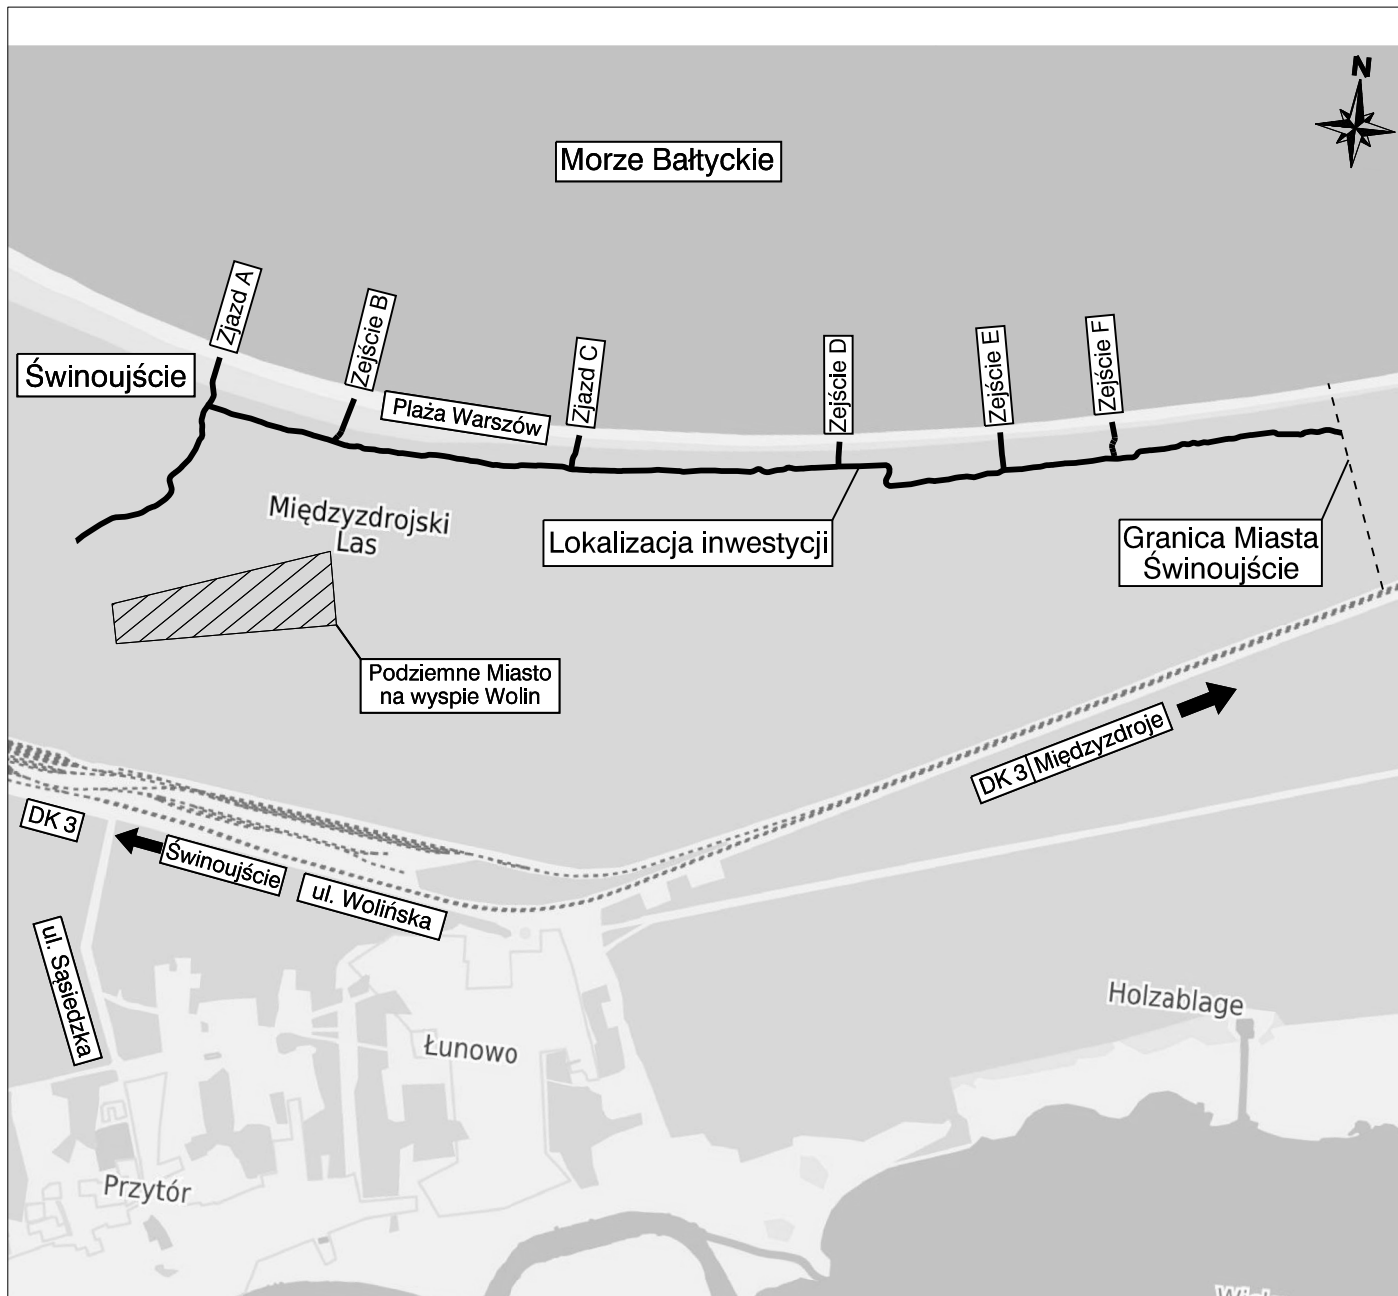 N
Morze Bałtyckie
Zjazd A
Zejście B
Zjazd C
Zejście D
Zejście E
Zejście F
Świnoujście
Plaża Warszów
Międzyzdrojski
Las
Lokalizacja inwestycji
Granica Miasta
Świnoujście
Podziemne Miasto
na wyspie Wolin
DK 3 Międzyzdroje
DK 3
Świnoujście
ul. Wolińska
ul. Sąsiedzka
Holzablage
Łunowo
Przytór